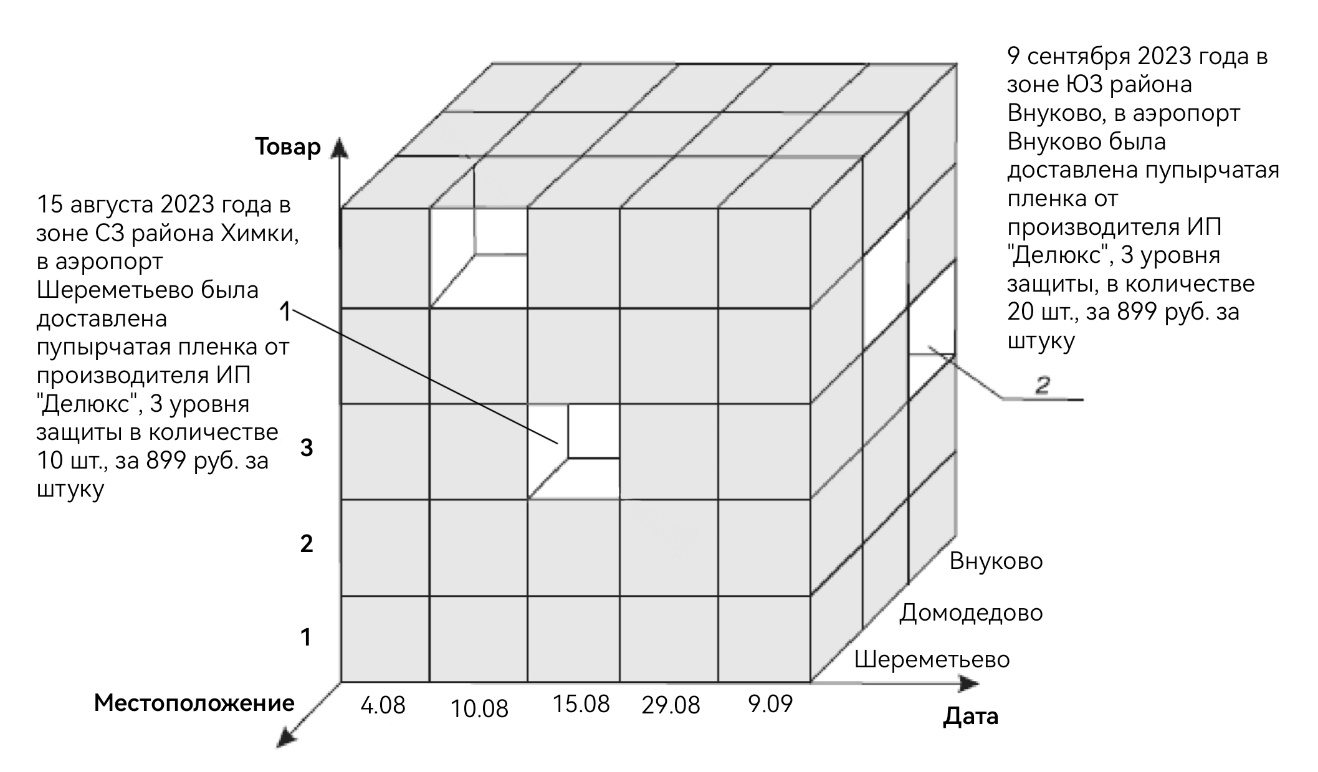 9 сентября 2023 года в
зоне ЮЗ района
Внуково, в аэропорт
Внуково была
доставлена пупырчатая
пленка от
производителя ИП
"Делюкс", 3 уровня
защиты, в количестве
20 шт., за 899 руб. за
штуку
Товар
15 августа 2023 года в
зоне СЗ района Химки,
в аэропорт
Шереметьево была
доставлена
пупырчатая пленка от
производителя ИП
"Делюкс", 3 уровня
защиты в количестве
10 шт., за 899 руб. за
штуку
1
2
3
2
1
Внуково
Домодедово
Шереметьево
Местоположение
4.08 10.08 15.08 29.08 9.09
Дата